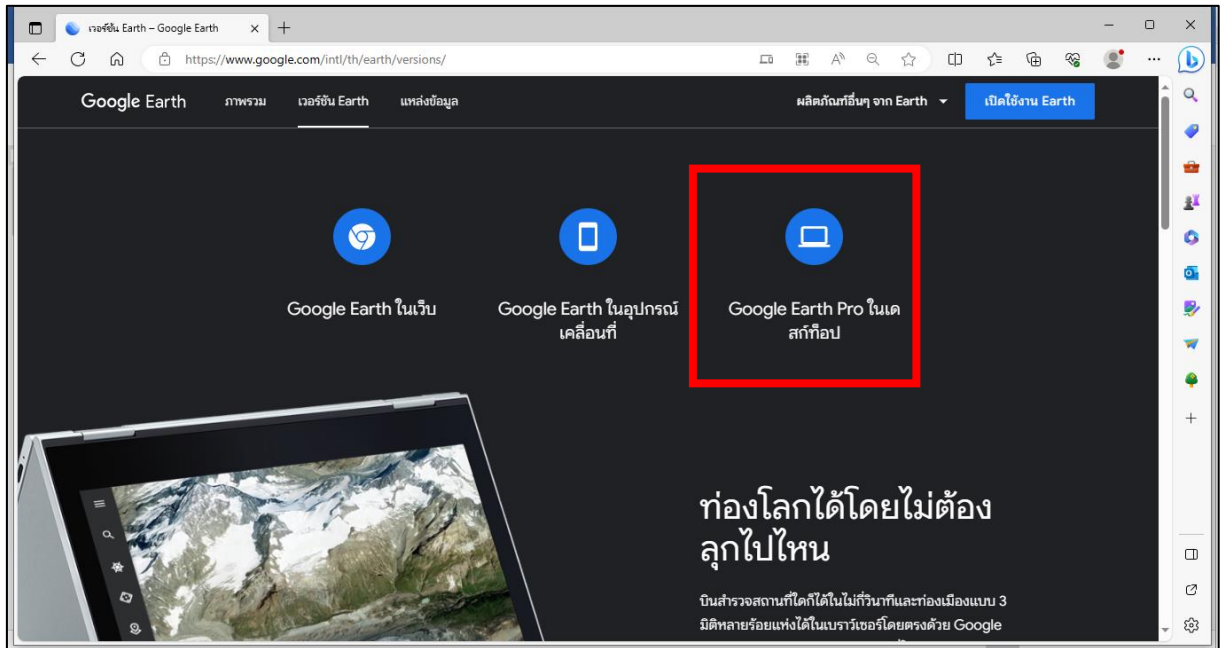 เวอร์ชัน Earth – Google Earth
https://www.google.com/intl/th/earth/versions/
Google Earth ภาพรวม เวอร์ชัน Earth แหล่งข้อมูล ผลิตภัณฑ์อื่นๆ จาก Earth เปิดใช้งาน Earth
Google Earth ในเว็บ
Google Earth ในอุปกรณ์
เคลื่อนที่
Google Earth Pro ในเด
สก์ท็อป
ท่องโลกได้โดยไม่ต้อง
ลุกไปไหน
บินสำรวจสถานที่ใดก็ได้ในไม่กี่วินาทีและท่องเมืองแบบ 3
มิติหลายร้อยแห่งได้ในเบราว์เซอร์โดยตรงด้วย Google